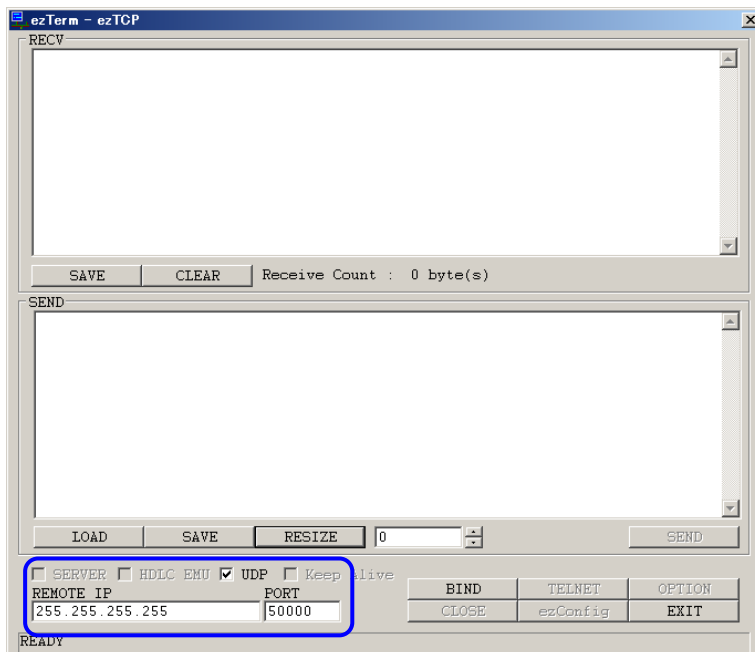 ezTerm - ezTCP
RECV
SAVE CLEAR Receive Count : 0 byte(s)
SEND
LOAD SAVE RESIZE 0 SEND
SERVER HDLC EMU UDP Keep Alive
REMOTE IP PORT BIND TELNET OPTION
255.255.255.255 50000 CLOSE ezConfig EXIT
READY